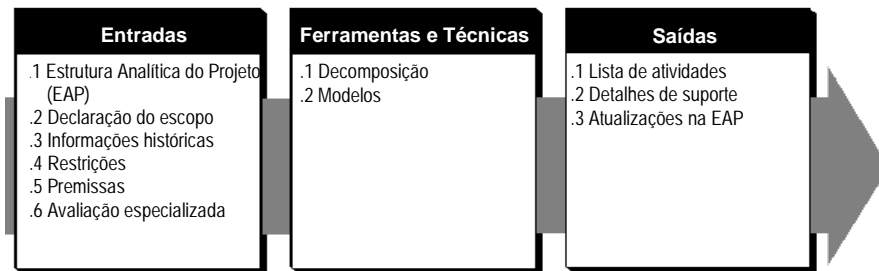 Entradas
.1 Estrutura Analítica do Projeto
(EAP)
.2 Declaração do escopo
.3 Informações históricas
.4 Restrições
.5 Premissas
.6 Avaliação especializada
Ferramentas e Técnicas
.1 Decomposição
.2 Modelos
Saídas
.1 Lista de atividades
.2 Detalhes de suporte
.3 Atualizações na EAP